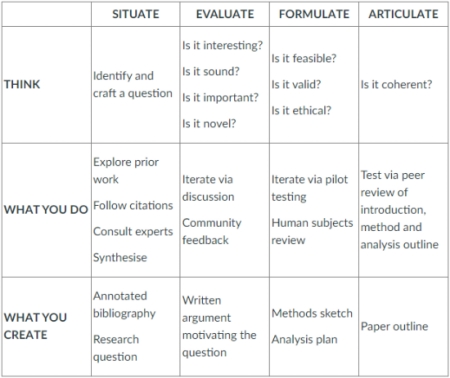 SITUATE EVALUATE FORMULATE ARTICULATE
THINK
Identify and
craft a question
Is it interesting?
Is it sound?
Is it important?
Is it novel?
Is it feasible?
Is it valid?
Is it ethical?
Is it coherent?
WHAT YOU DO
Explore prior
work
Follow citations
Consult experts
Synthesise
Iterate via
discussion
Community
feedback
Iterate via pilot
testing
Human subjects
review
Test via peer
review of
introduction,
method and
analysis outline
WHAT YOU
CREATE
Annotated
bibliography
Research
question
Written
argument
motivating the
question
Methods sketch
Analysis plan
Paper outline